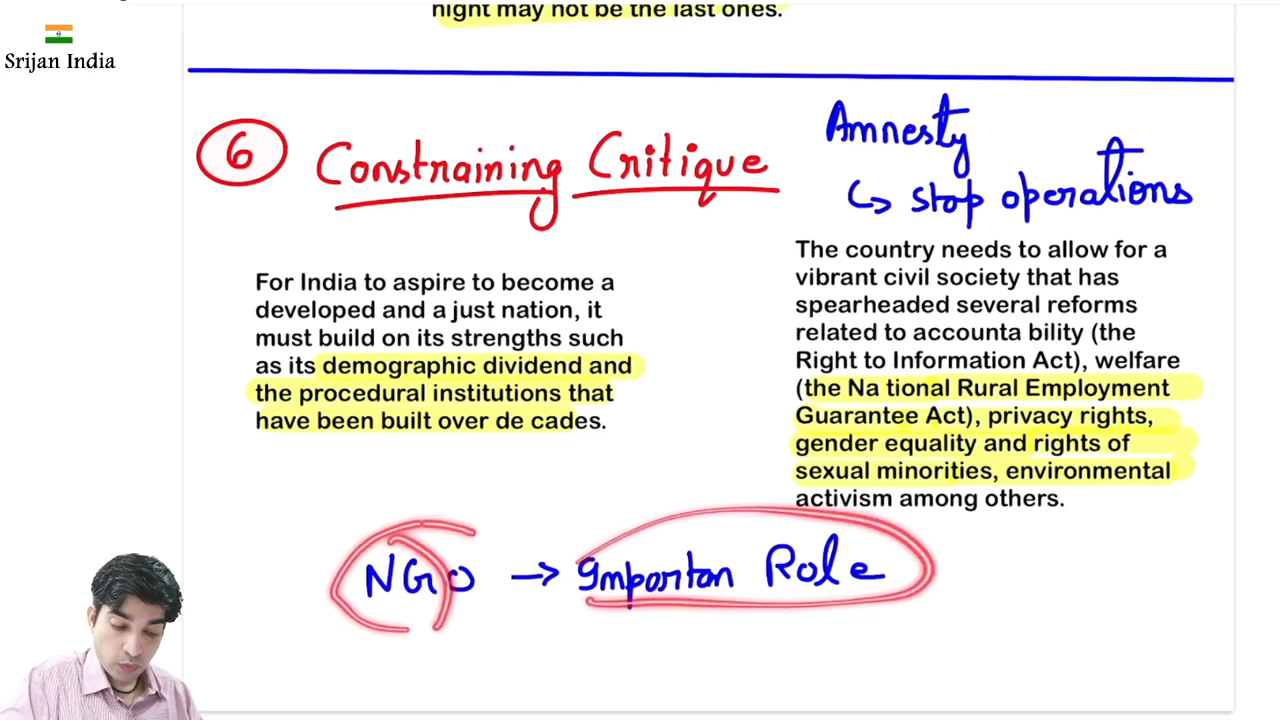 night may not be the last ones.
Srijan India
6 Constraining Critique
Amnesty
↳ stop operations
For India to aspire to become a
developed and a just nation, it
must build on its strengths such
as its demographic dividend and
the procedural institutions that
have been built over de cades.
The country needs to allow for a
vibrant civil society that has
spearheaded several reforms
related to accounta bility (the
Right to Information Act), welfare
(the Na tional Rural Employment
Guarantee Act), privacy rights,
gender equality and rights of
sexual minorities, environmental
activism among others.
NGO → Importan Role